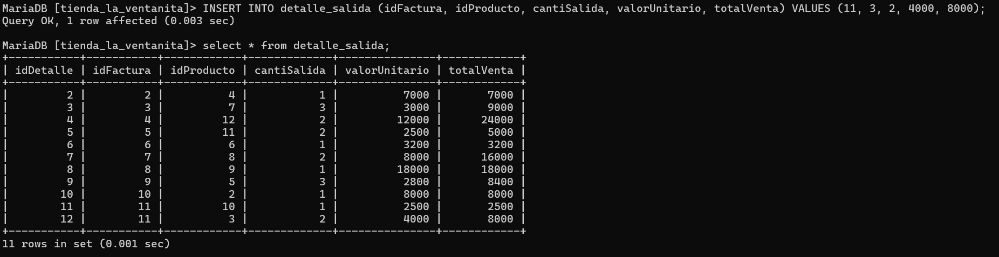 MariaDB [tienda_la_ventanita]> INSERT INTO detalle_salida (idFactura, idProducto, cantiSalida, valorUnitario, totalVenta) VALUES (11, 3, 2, 4000, 8000);
Query OK, 1 row affected (0.003 sec)

MariaDB [tienda_la_ventanita]> select * from detalle_salida;
+-----------+-----------+------------+-------------+---------------+------------+
| idDetalle | idFactura | idProducto | cantiSalida | valorUnitario | totalVenta |
+-----------+-----------+------------+-------------+---------------+------------+
|         2 |         2 |          4 |           1 |          7000 |       7000 |
|         3 |         3 |          7 |           3 |          3000 |       9000 |
|         4 |         4 |         12 |           2 |         12000 |      24000 |
|         5 |         5 |         11 |           2 |          2500 |       5000 |
|         6 |         6 |          6 |           1 |          3200 |       3200 |
|         7 |         7 |          8 |           2 |          8000 |      16000 |
|         8 |         8 |          9 |           1 |         18000 |      18000 |
|         9 |         9 |          5 |           3 |          2800 |       8400 |
|        10 |        10 |          2 |           1 |          8000 |       8000 |
|        11 |        11 |         10 |           1 |          2500 |       2500 |
|        12 |        11 |          3 |           2 |          4000 |       8000 |
+-----------+-----------+------------+-------------+---------------+------------+
11 rows in set (0.001 sec)